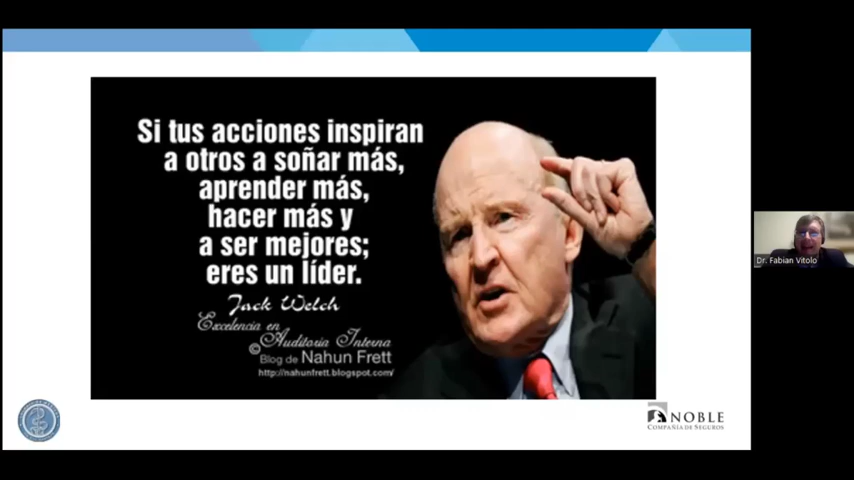 Si tus acciones inspiran
a otros a soñar más,
aprender más,
hacer más y
a ser mejores;
eres un líder.
Jack Welch
Excelencia en
Auditoria Interna
© Blog de Nahun Frett
http://nahunfrett.blogspot.com/
Dr. Fabian Vitolo
NOBLE
COMPAÑÍA DE SEGUROS